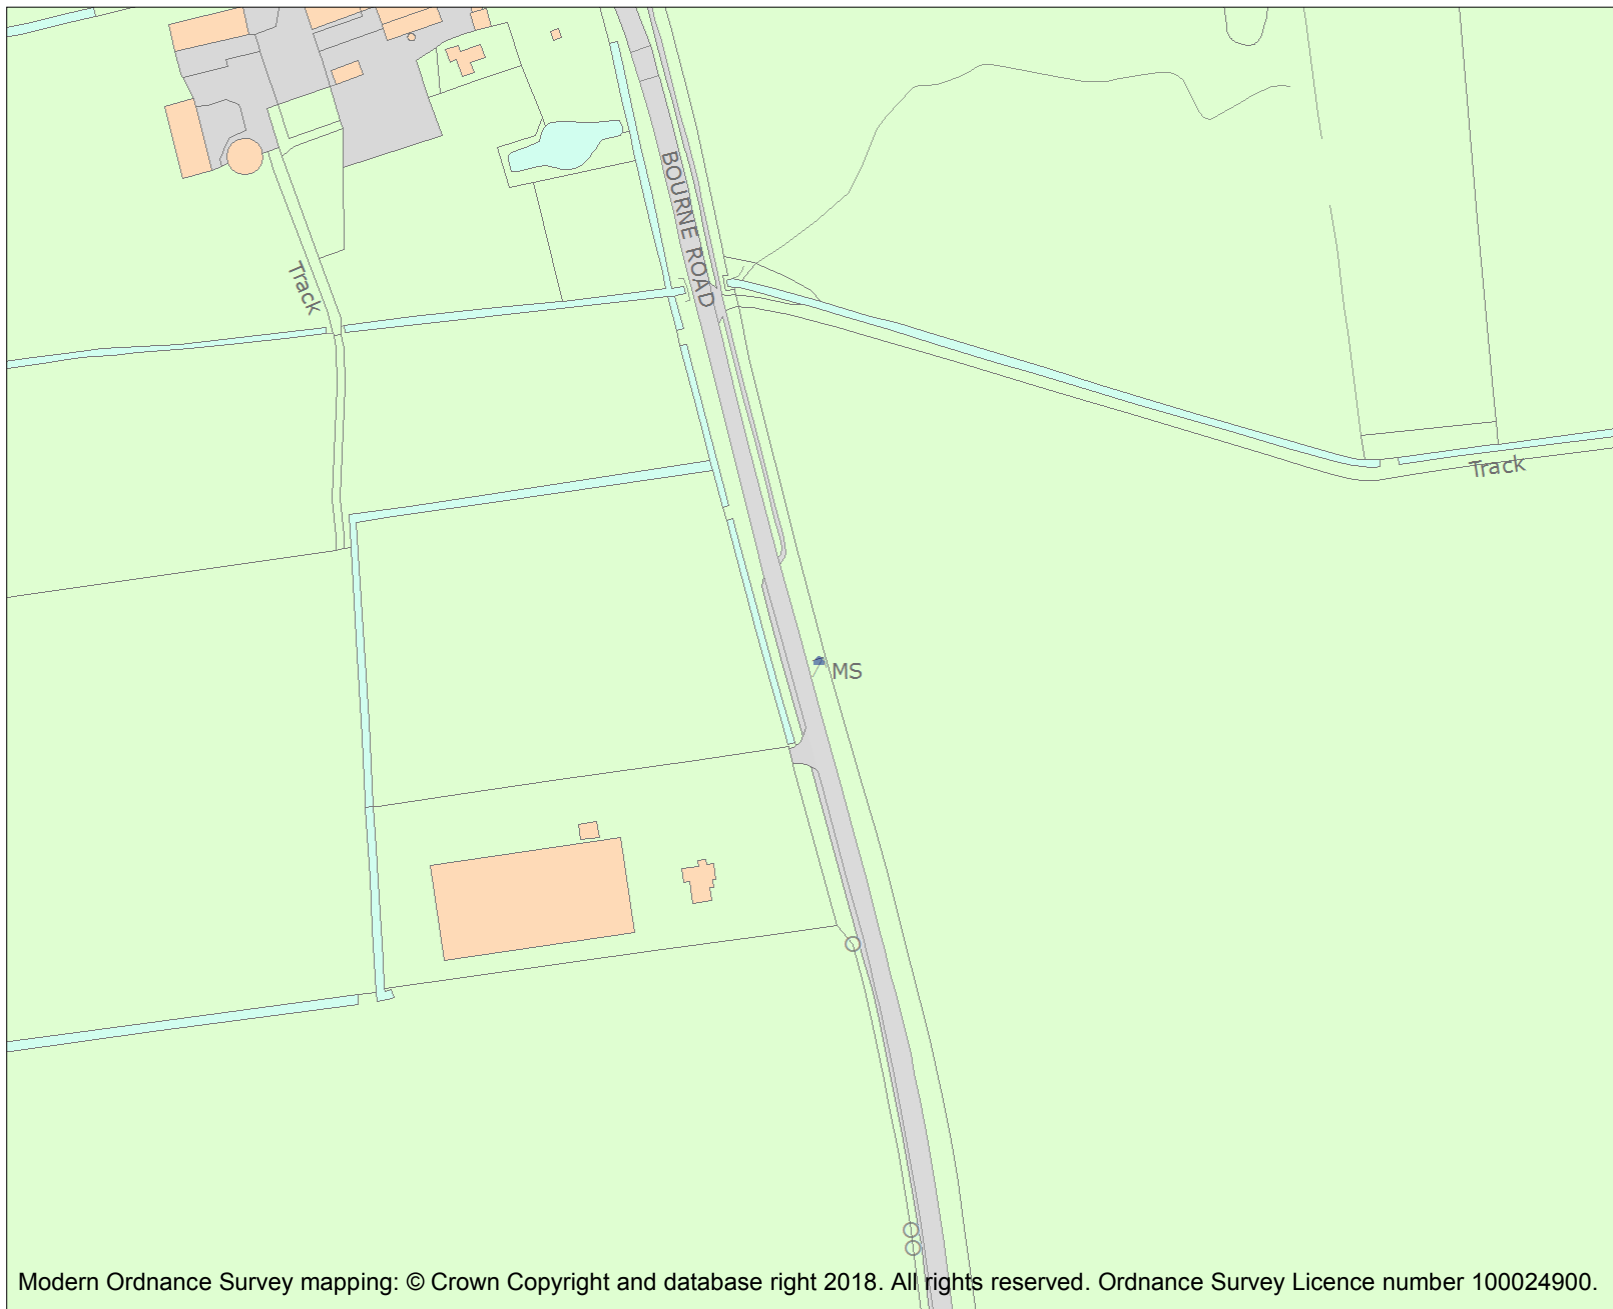 BOURNE ROAD
Track
Track
MS
Modern Ordnance Survey mapping: © Crown Copyright and database right 2018. All rights reserved. Ordnance Survey Licence number 100024900.